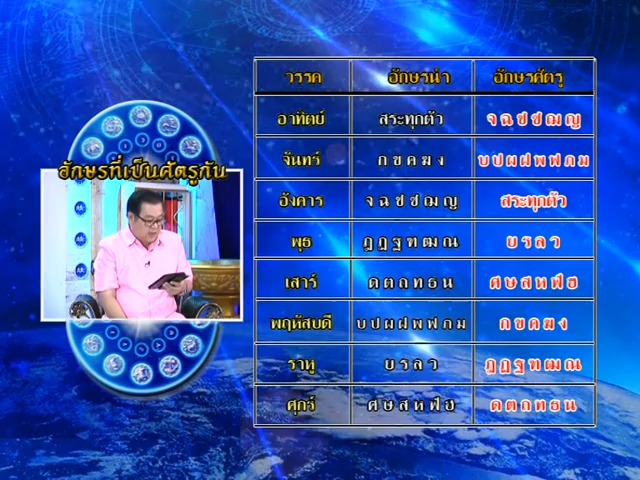 อักษรที่เป็นศัตรูกัน
วรรค อักษรนำ อักษรศัตรู
อาทิตย์ สระทุกตัว จ ฉ ช ซ ฌ ญ
จันทร์ ก ข ค ฆ ง บ ป ผ ฝ พ ฟ ภ ม
อังคาร จ ฉ ช ซ ฌ ญ สระทุกตัว
พุธ ฎ ฏ ฐ ฑ ฒ ณ ย ร ล ว
เสาร์ ด ต ถ ท ธ น ศ ษ ส ห ฬ ฮ
พฤหัสบดี บ ป ผ ฝ พ ฟ ภ ม ก ข ค ฆ ง
ราหู ย ร ล ว ฎ ฏ ฐ ฑ ฒ ณ
ศุกร์ ศ ษ ส ห ฬ ฮ ด ต ถ ท ธ น